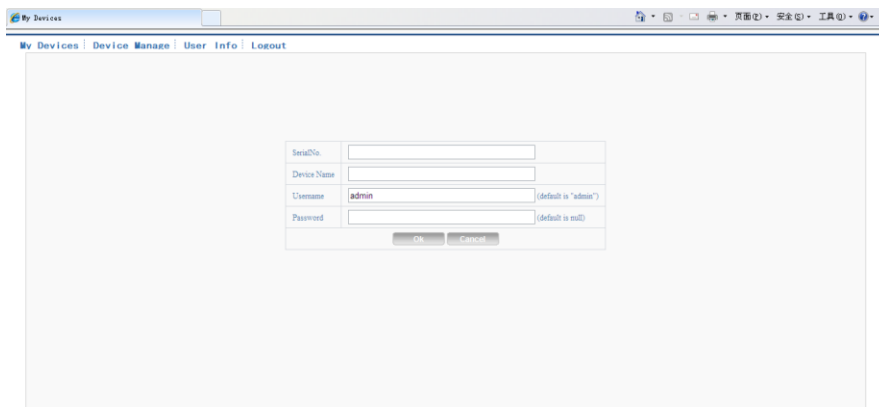 My Devices
页面(P) 安全(S) 工具(O)
My Devices Device Manage User Info Logout
SerialNo.
Device Name
Username admin (default is "admin")
Password (default is null)
Ok Cancel